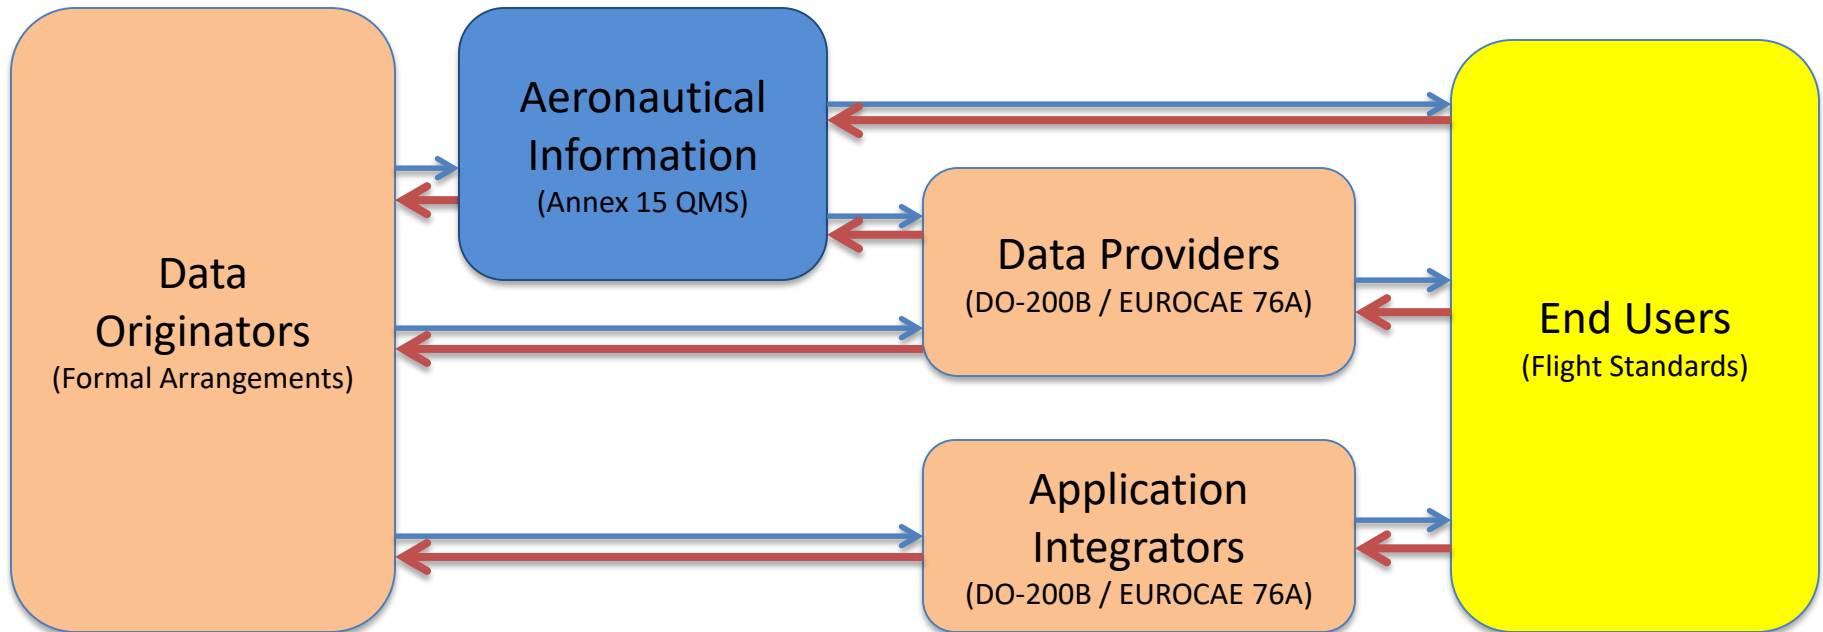 Data
Originators
(Formal Arrangements)
Aeronautical
Information
(Annex 15 QMS)
Data Providers
(DO-200B / EUROCAE 76A)
Application
Integrators
(DO-200B / EUROCAE 76A)
End Users
(Flight Standards)